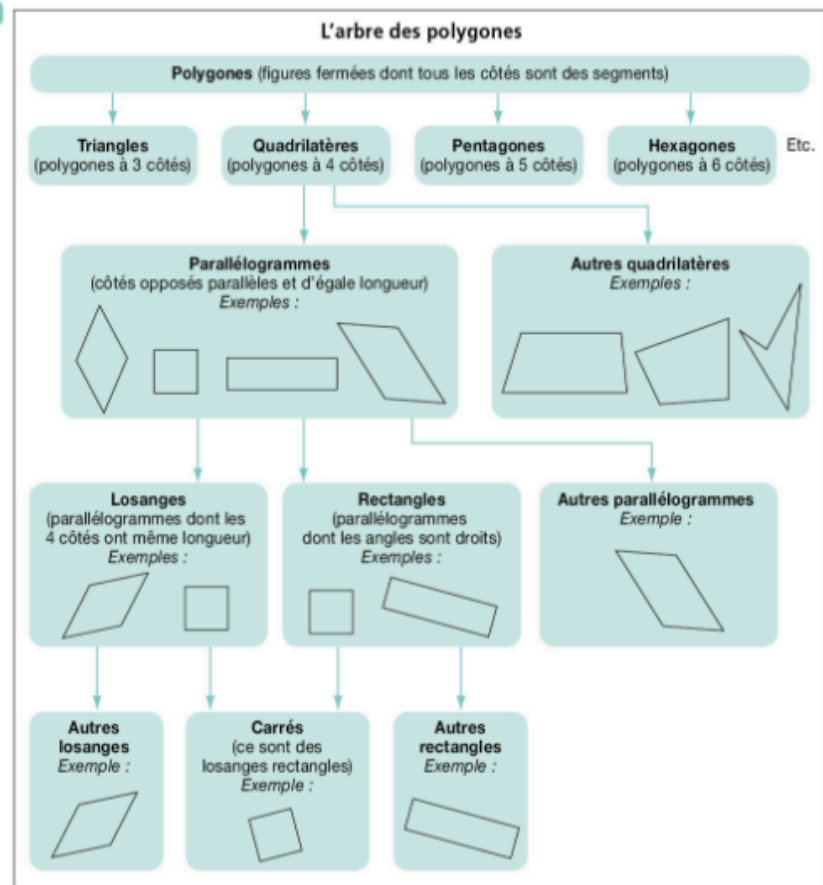 L'arbre des polygones
Polygones (figures fermées dont tous les côtés sont des segments)
Triangles
(polygones à 3 côtés)
Quadrilatères
(polygones à 4 côtés)
Pentagones
(polygones à 5 côtés)
Hexagones
(polygones à 6 côtés)
Etc.
Parallélogrammes
(côtés opposés parallèles et d'égale longueur)
Exemples :
Autres quadrilatères
Exemples :
Losanges
(parallélogrammes dont les
4 côtés ont même longueur)
Exemples :
Rectangles
(parallélogrammes
dont les angles sont droits)
Exemples :
Autres parallélogrammes
Exemple :
Autres
losanges
Exemple :
Carrés
(ce sont des
losanges rectangles)
Exemple :
Autres
rectangles
Exemple :